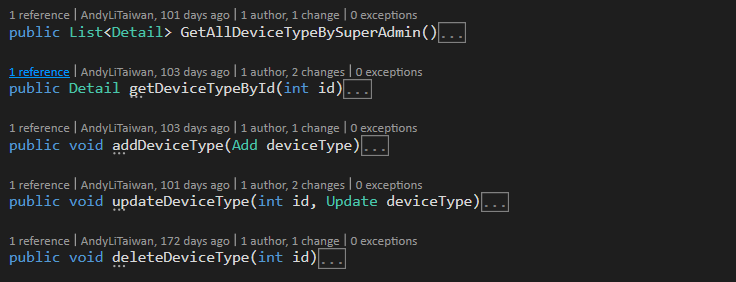 1 reference | AndyLiTaiwan, 101 days ago | 1 author, 1 change | 0 exceptions
public List<Detail> GetAllDeviceTypeBySuperAdmin()...
1 reference | AndyLiTaiwan, 103 days ago | 1 author, 2 changes | 0 exceptions
public Detail getDeviceTypeById(int id)...
1 reference | AndyLiTaiwan, 103 days ago | 1 author, 1 change | 0 exceptions
public void addDeviceType(Add deviceType)...
1 reference | AndyLiTaiwan, 101 days ago | 1 author, 2 changes | 0 exceptions
public void updateDeviceType(int id, Update deviceType)...
1 reference | AndyLiTaiwan, 172 days ago | 1 author, 1 change | 0 exceptions
public void deleteDeviceType(int id)...